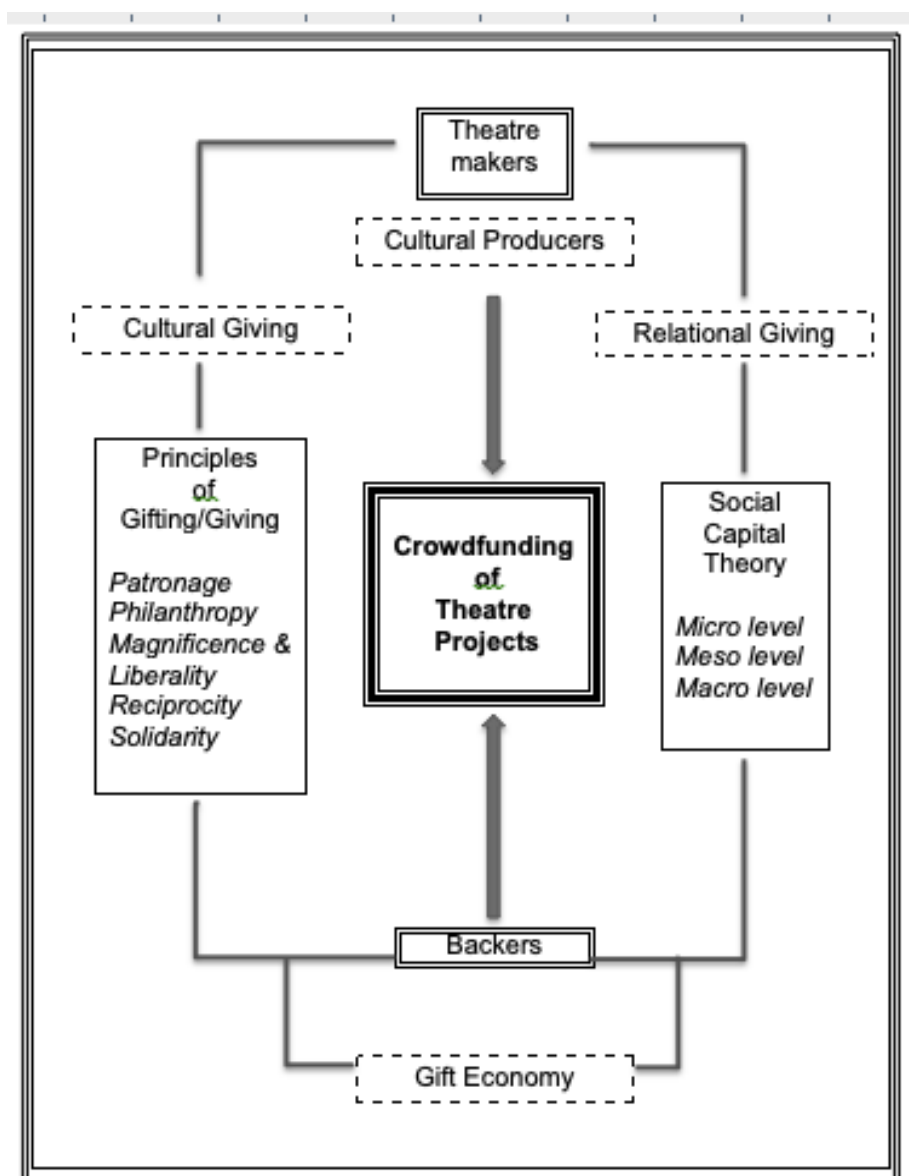 Theatre
makers
Cultural Producers
Cultural Giving
Relational Giving
Principles
of
Gifting/Giving
Patronage
Philanthropy
Magnificence &
Liberality
Reciprocity
Solidarity
Crowdfunding
of
Theatre
Projects
Social
Capital
Theory
Micro level
Meso level
Macro level
Backers
Gift Economy